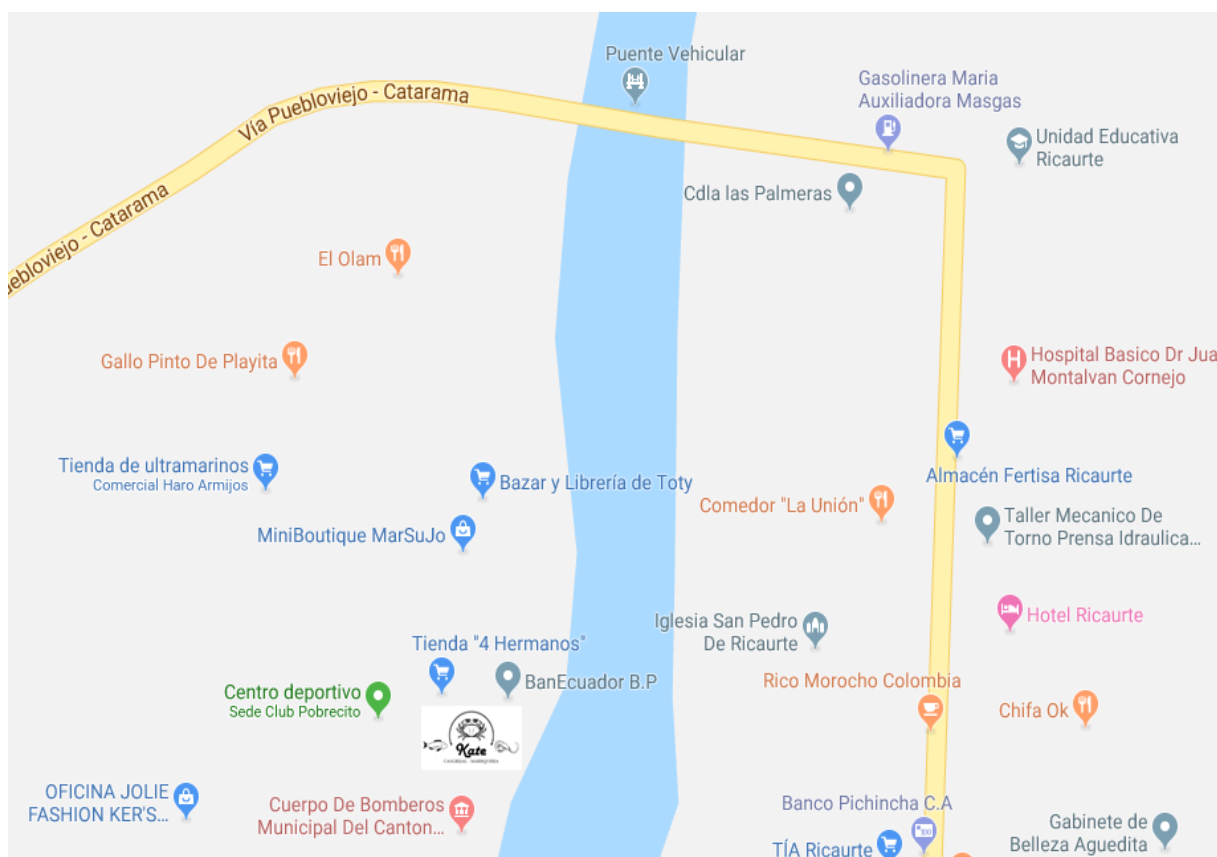 Puente Vehicular
Gasolinera Maria
Auxiliadora Masgas
Vía Puebloviejo - Catarama
Unidad Educativa
Ricaurte
Cdla las Palmeras
ebloviejo - Catarama
El Olam
Gallo Pinto De Playita
Hospital Basico Dr Jua
Montalvan Cornejo
Tienda de ultramarinos
Comercial Haro Armijos
Bazar y Librería de Toty
Almacén Fertisa Ricaurte
Comedor "La Unión"
MiniBoutique MarSuJo
Taller Mecanico De
Torno Prensa Idraulica...
Hotel Ricaurte
Iglesia San Pedro
De Ricaurte
Tienda "4 Hermanos"
BanEcuador B.P
Rico Morocho Colombia
Centro deportivo
Sede Club Pobrecito
Chifa Ok
Kate
OFICINA JOLIE
FASHION KER'S...
Cuerpo De Bomberos
Municipal Del Canton...
Banco Pichincha C.A
Gabinete de
Belleza Aguedita
TÍA Ricaurte